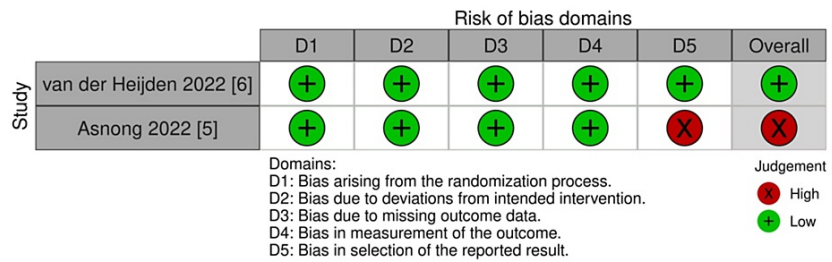 Risk of bias domains
D1 D2 D3 D4 D5 Overall
Study
van der Heijden 2022 [6] + + + + + +
Asnong 2022 [5] + + + + X X
Domains:
D1: Bias arising from the randomization process.
D2: Bias due to deviations from intended intervention.
D3: Bias due to missing outcome data.
D4: Bias in measurement of the outcome.
D5: Bias in selection of the reported result.
Judgement
X High
+ Low